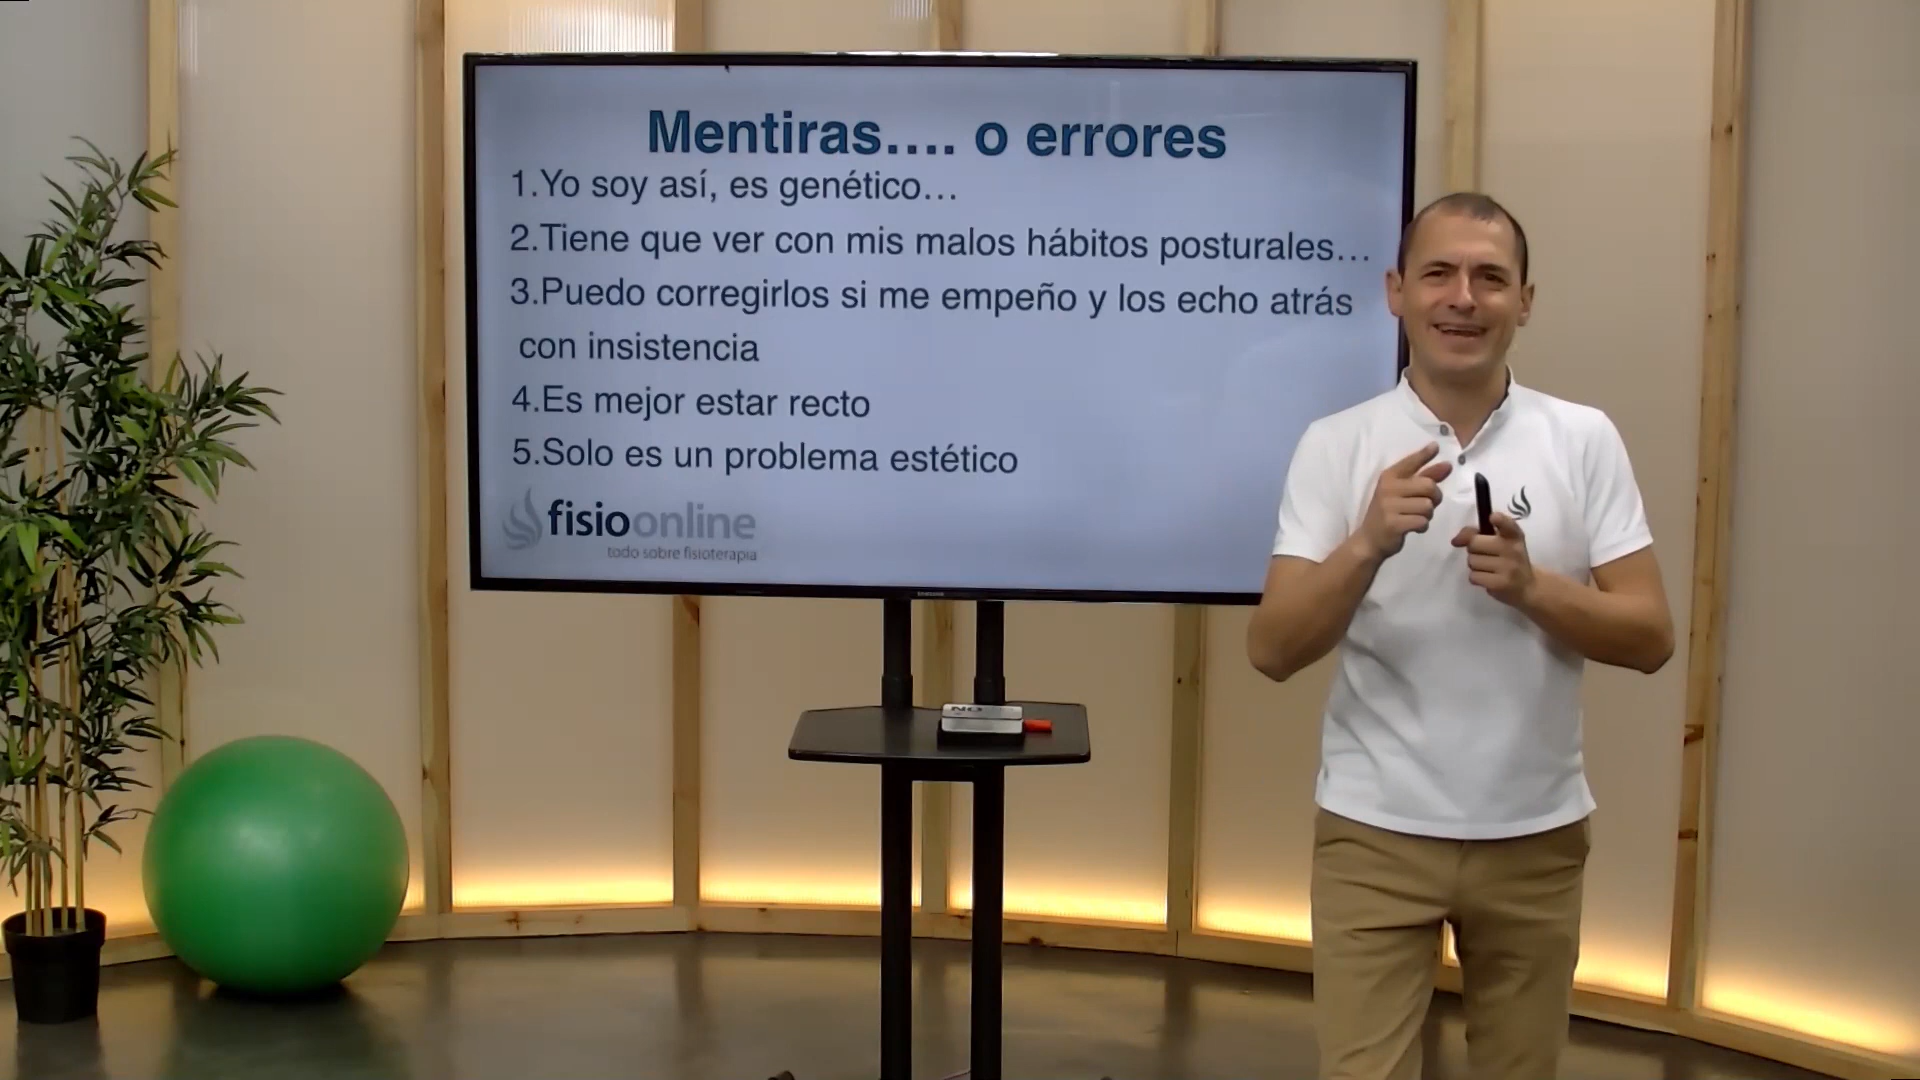 Mentiras.... o errores
1.Yo soy así, es genético...
2.Tiene que ver con mis malos hábitos posturales...
3.Puedo corregirlos si me empeño y los echo atrás
con insistencia
4.Es mejor estar recto
5.Solo es un problema estético
fisioonline
todo sobre fisioterapia
SAMSUNG